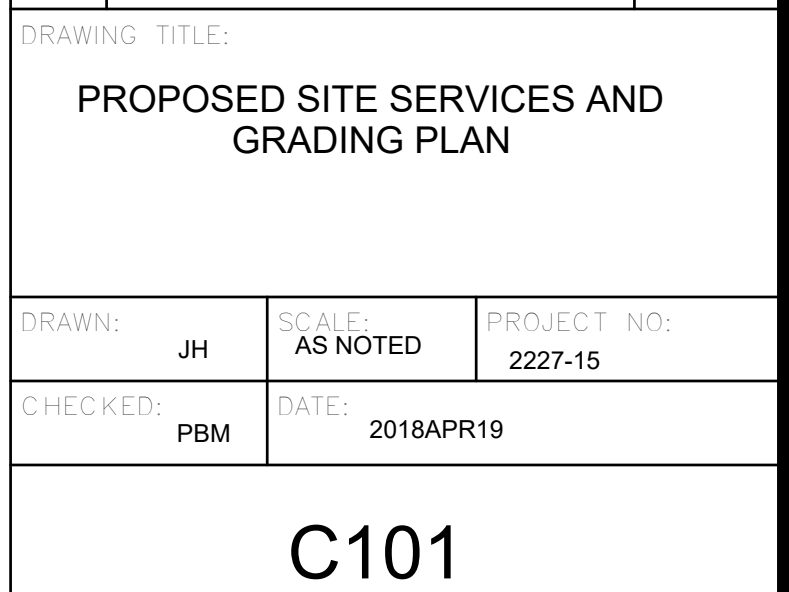 DRAWING TITLE:
PROPOSED SITE SERVICES AND
GRADING PLAN
DRAWN:
JH
SCALE:
AS NOTED
PROJECT NO:
2227-15
CHECKED:
PBM
DATE:
2018APR19
C101